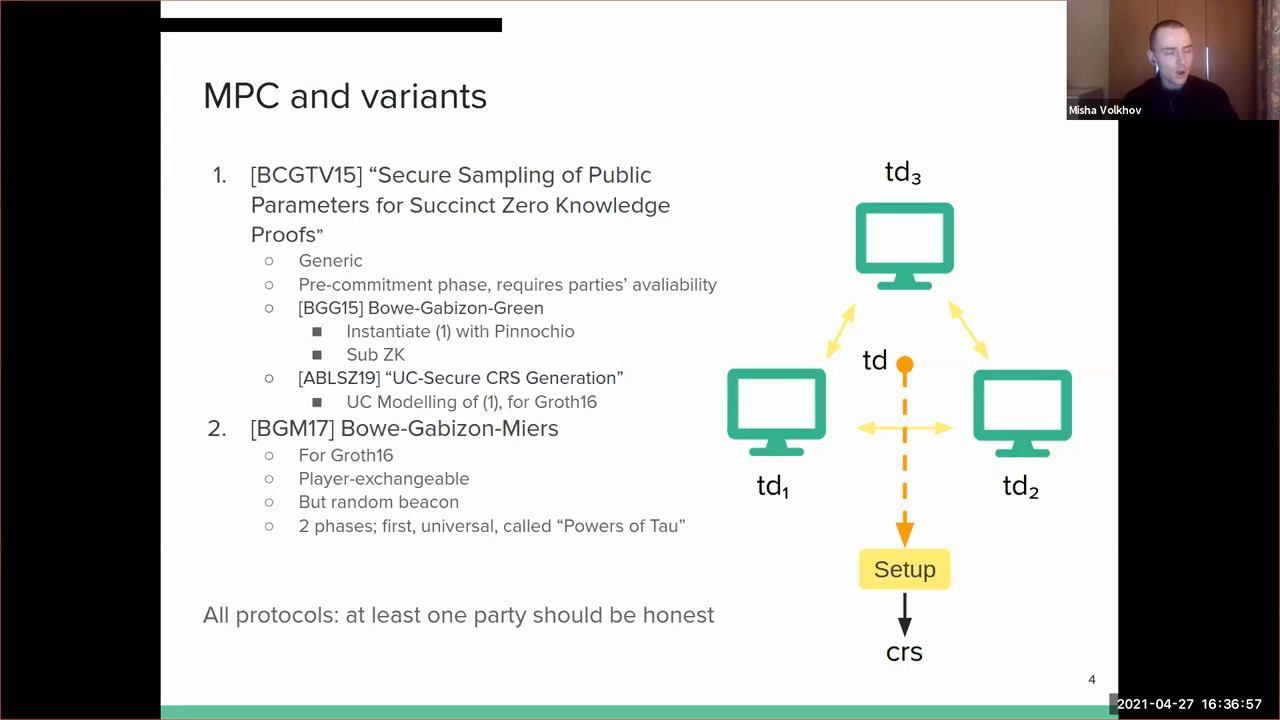 MPC and variants
1. [BCGTV15] “Secure Sampling of Public
Parameters for Succinct Zero Knowledge
Proofs”
○ Generic
○ Pre-commitment phase, requires parties’ avaliability
○ [BGG15] Bowe-Gabizon-Green
■ Instantiate (1) with Pinnochio
■ Sub ZK
○ [ABLSZ19] “UC-Secure CRS Generation”
■ UC Modelling of (1), for Groth16
2. [BGM17] Bowe-Gabizon-Miers
○ For Groth16
○ Player-exchangeable
○ But random beacon
○ 2 phases; first, universal, called “Powers of Tau”
All protocols: at least one party should be honest
td₃
td
td₁
td₂
Setup
crs
4
Misha Volkhov
2021-04-27 16:36:57